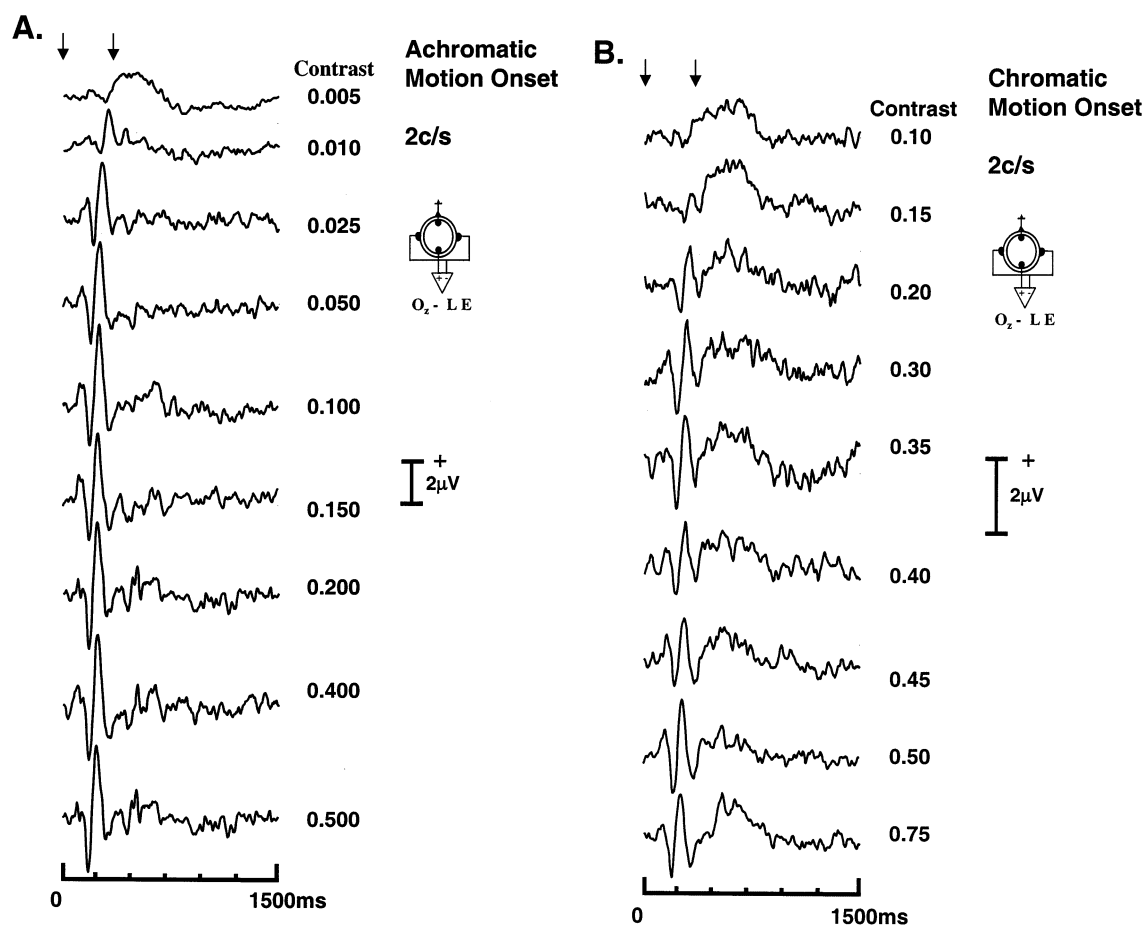 A.
Achromatic
Motion Onset
Contrast
0.005
0.010
2c/s
0.025
+ -
Oz - L E
0.050
0.100
+
2μV
0.150
0.200
0.400
0.500
0
1500ms
B.
Chromatic
Motion Onset
Contrast
0.10
2c/s
0.15
0.20
+ -
Oz - L E
0.30
0.35
+
2μV
0.40
0.45
0.50
0.75
0
1500ms